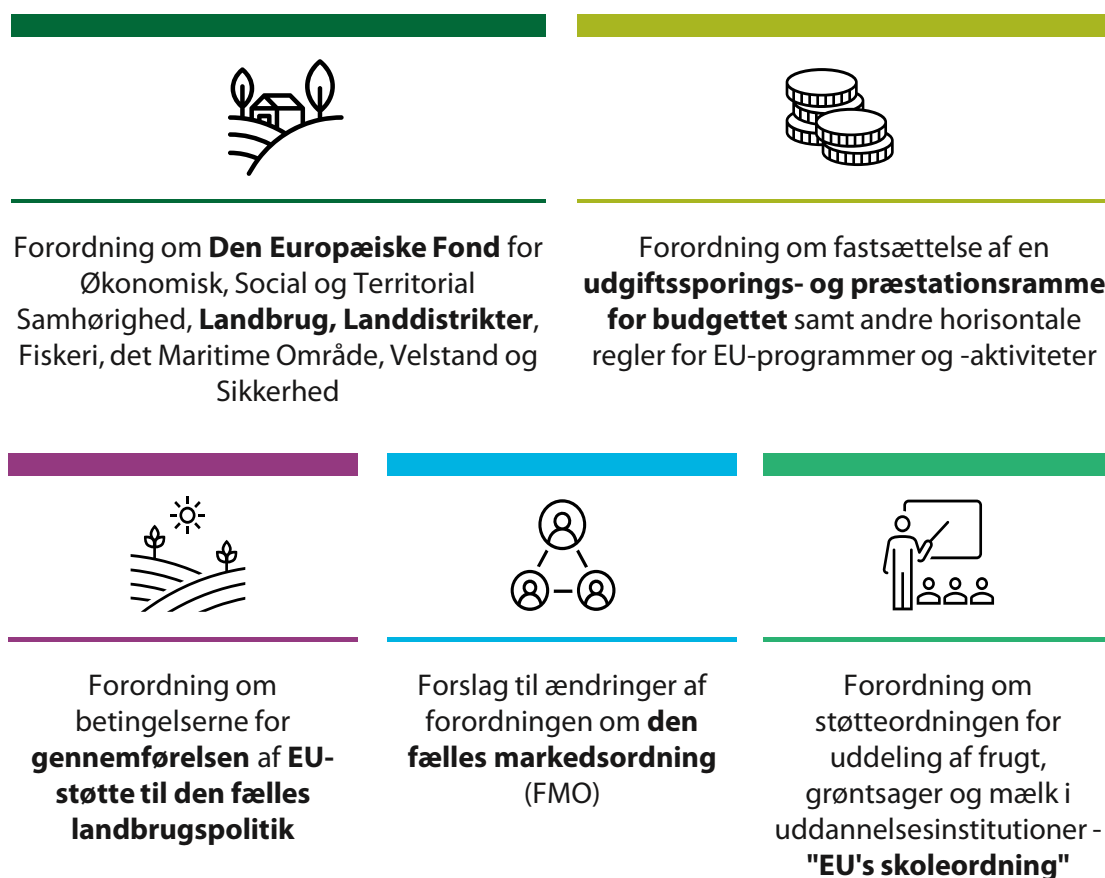 Forordning om Den Europæiske Fond for
Økonomisk, Social og Territorial
Samhørighed, Landbrug, Landdistrikter,
Fiskeri, det Maritime Område, Velstand og
Sikkerhed
Forordning om fastsættelse af en
udgiftssporings- og præstationsramme
for budgettet samt andre horisontale
regler for EU-programmer og -aktiviteter
Forordning om
betingelserne for
gennemførelsen af EU-
støtte til den fælles
landbrugspolitik
Forslag til ændringer af
forordningen om den
fælles markedsordning
(FMO)
Forordning om
støtteordningen for
uddeling af frugt,
grøntsager og mælk i
uddannelsesinstitutioner -
"EU's skoleordning"